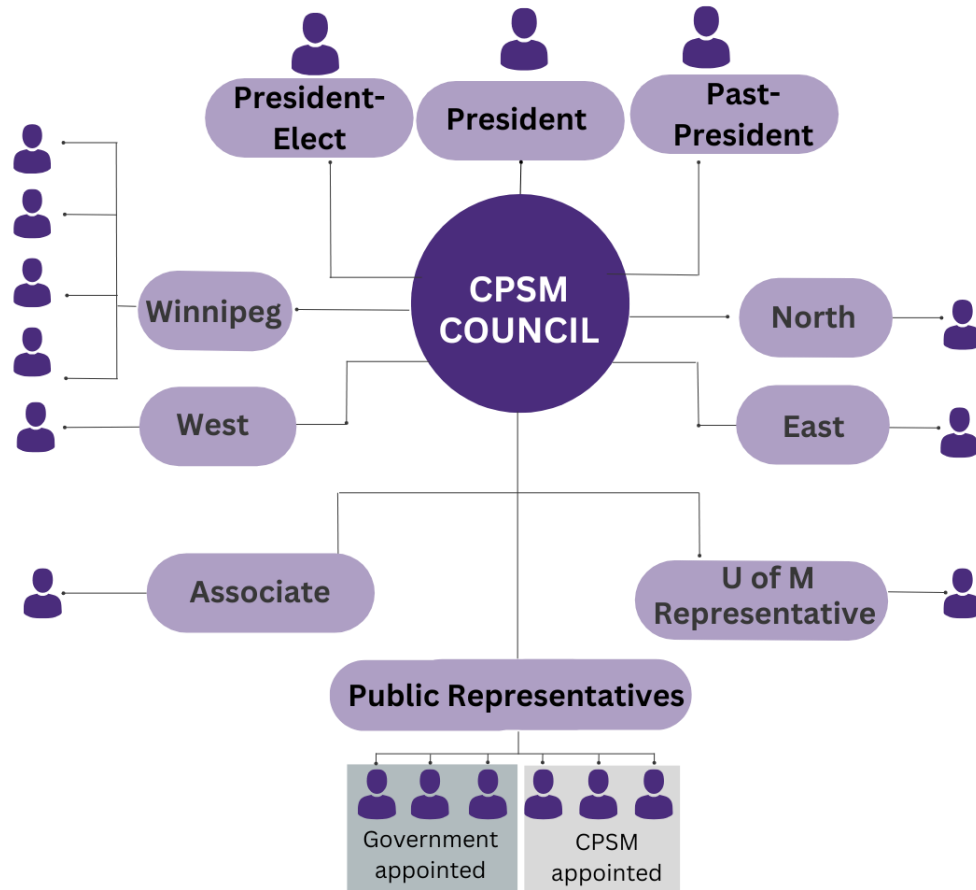 President-
Elect
President
Past-
President
CPSM
COUNCIL
Winnipeg
North
West
East
Associate
U of M
Representative
Public Representatives
Government
appointed
CPSM
appointed